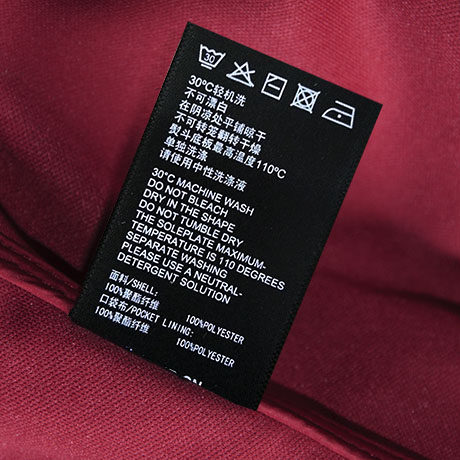 30
30℃轻机洗
不可漂白
在阴凉处平铺晾干
不可转笼翻转干燥
熨斗底板最高温度110℃
单独洗涤
请使用中性洗涤液
30℃ MACHINE WASH
DO NOT BLEACH
DRY IN THE SHAPE
DO NOT TUMBLE DRY
THE SOLEPLATE MAXIMUM-
TEMPERATURE IS 110 DEGREES
SEPARATE WASHING
PLEASE USE A NEUTRAL-
DETERGENT SOLUTION
面料/SHELL:
100%聚酯纤维 100%POLYESTER
口袋布/POCKET LINING:
100%聚酯纤维 100%POLYESTER